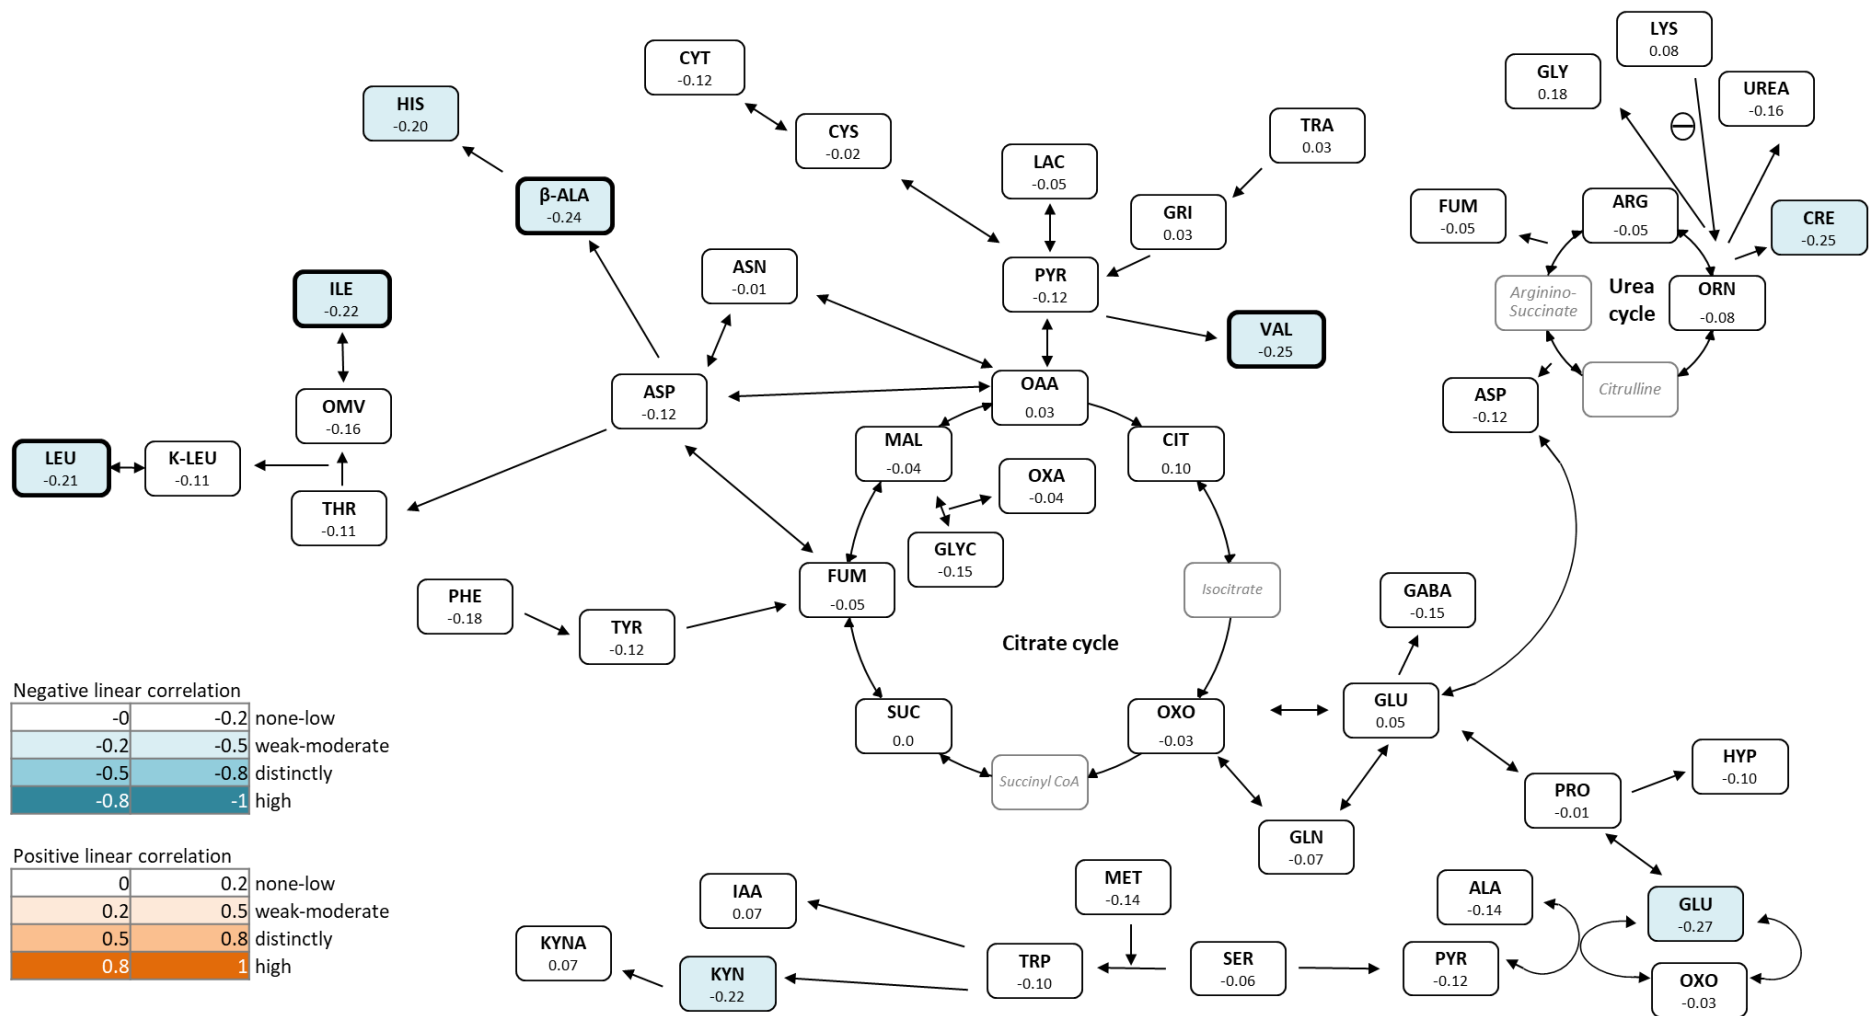 LYS
0.08
CYT
-0.12
GLY
0.18
UREA
-0.16
HIS
-0.20
CYS
-0.02
TRA
0.03
LAC
-0.05
β-ALA
-0.24
GRI
0.03
FUM
-0.05
ARG
-0.05
CRE
-0.25
ASN
-0.01
PYR
-0.12
ILE
-0.22
Arginino-
Succinate
Urea
cycle
ORN
-0.08
VAL
-0.25
ASP
-0.12
OAA
0.03
ASP
-0.12
Citrulline
OMV
-0.16
MAL
-0.04
CIT
0.10
LEU
-0.21
K-LEU
-0.11
OXA
-0.04
THR
-0.11
GLYC
-0.15
FUM
-0.05
Isocitrate
GABA
-0.15
PHE
-0.18
TYR
-0.12
Citrate cycle
GLU
0.05
SUC
0.0
OXO
-0.03
Succinyl CoA
HYP
-0.10
PRO
-0.01
GLN
-0.07
Negative linear correlation
-0 -0.2 none-low
-0.2 -0.5 weak-moderate
-0.5 -0.8 distinctly
-0.8 -1 high
Positive linear correlation
0 0.2 none-low
0.2 0.5 weak-moderate
0.5 0.8 distinctly
0.8 1 high
IAA
0.07
MET
-0.14
ALA
-0.14
GLU
-0.27
KYNA
0.07
KYN
-0.22
TRP
-0.10
SER
-0.06
PYR
-0.12
OXO
-0.03